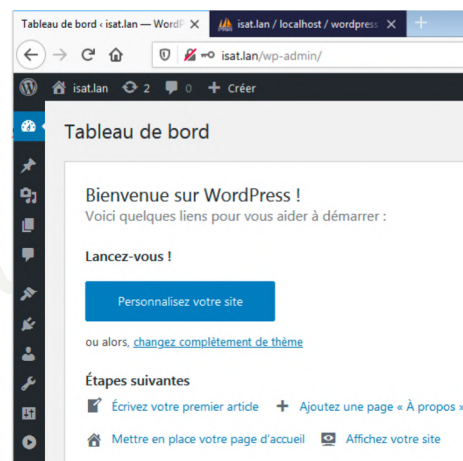 Tableau de bord ‹ isat.lan — WordP
isat.lan / localhost / wordpress
isat.lan/wp-admin/
isat.lan 2 0 + Créer
Tableau de bord
Bienvenue sur WordPress !
Voici quelques liens pour vous aider à démarrer :
Lancez-vous !
Personnalisez votre site
ou alors, changez complètement de thème
Étapes suivantes
Écrivez votre premier article + Ajoutez une page « À propos »
Mettre en place votre page d’accueil Affichez votre site